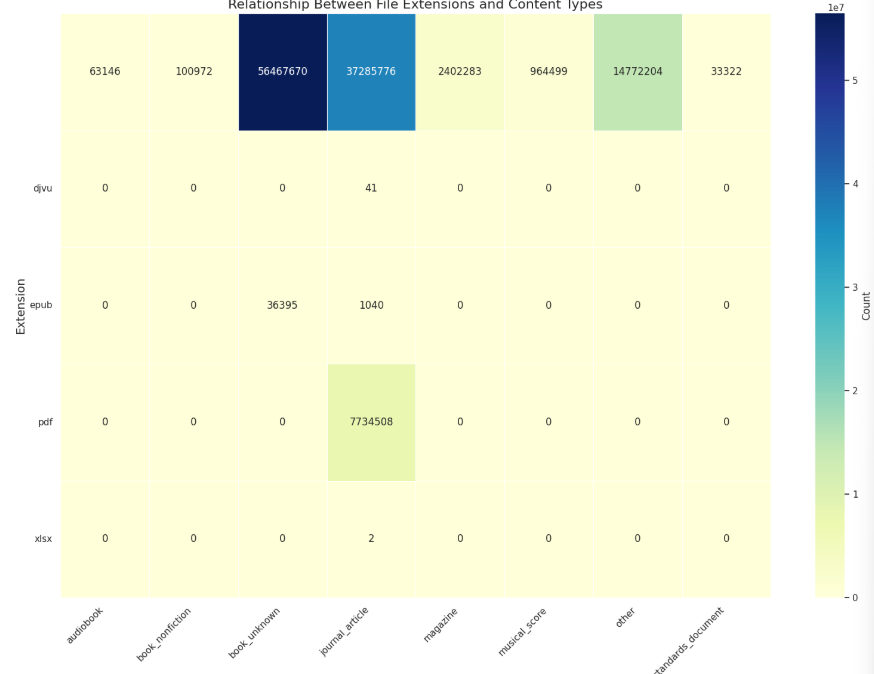 Relationship Between File Extensions and Content Types
1e7
63146 100972 56467670 37285776 2402283 964499 14772204 33322
5
djvu 0 0 0 41 0 0 0 0
4
Extension
epub 0 0 36395 1040 0 0 0 0
3
Count
2
pdf 0 0 0 7734508 0 0 0 0
1
xlsx 0 0 0 2 0 0 0 0
0
audiobook book_nonfiction book_unknown journal_article magazine musical_score other standards_document